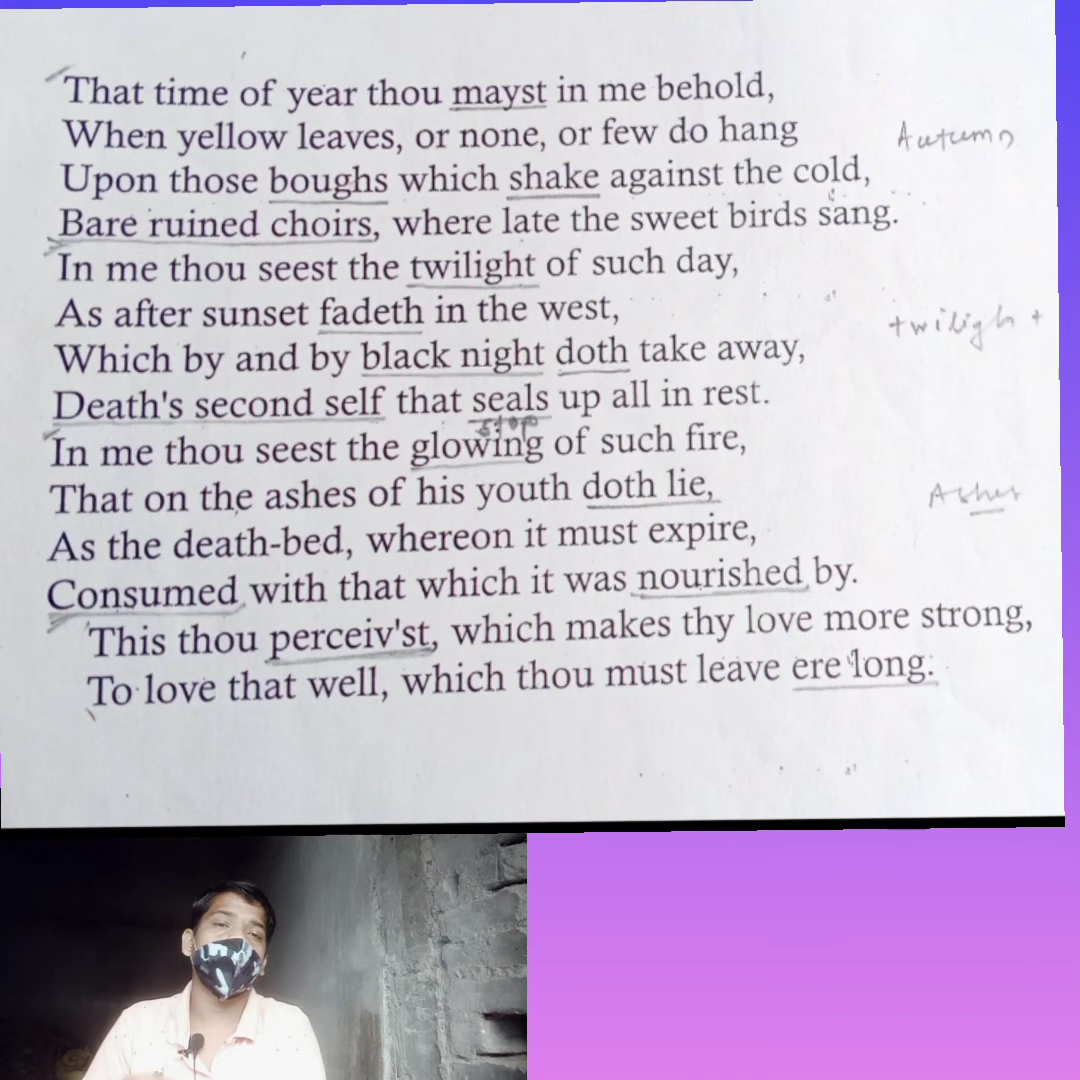 That time of year thou mayst in me behold,
When yellow leaves, or none, or few do hang
Autumn
Upon those boughs which shake against the cold,
Bare ruined choirs, where late the sweet birds sang.
In me thou seest the twilight of such day,
As after sunset fadeth in the west,
twilight
Which by and by black night doth take away,
Death's second self that seals up all in rest.
stop
In me thou seest the glowing of such fire,
That on the ashes of his youth doth lie,
Ashes
As the death-bed, whereon it must expire,
Consumed with that which it was nourished by.
This thou perceiv'st, which makes thy love more strong,
To love that well, which thou must leave ere long.